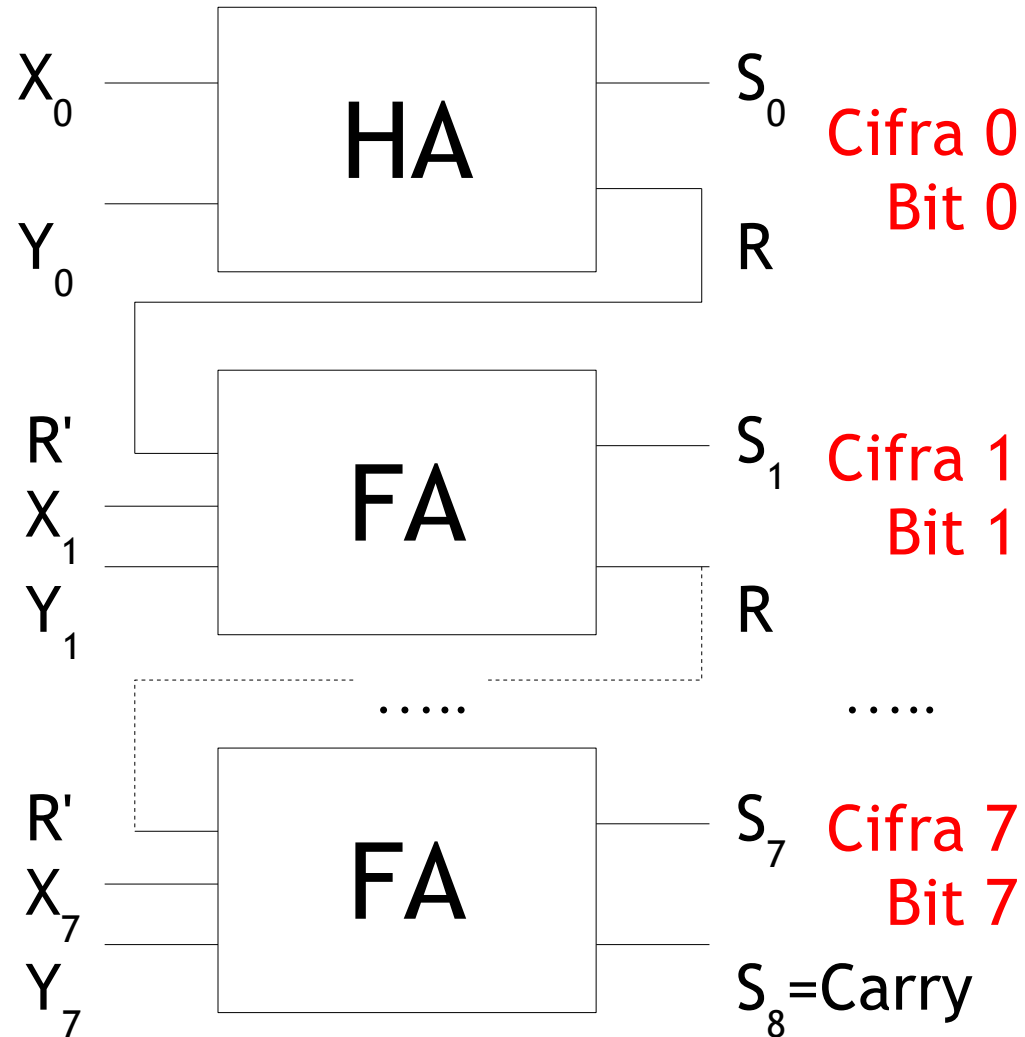 X₀ HA S₀ Cifra 0
Bit 0
Y₀ R
R' S₁ Cifra 1
X₁ FA Bit 1
Y₁ R
..... .....
R' S₇ Cifra 7
X₇ FA Bit 7
Y₇ S₈=Carry